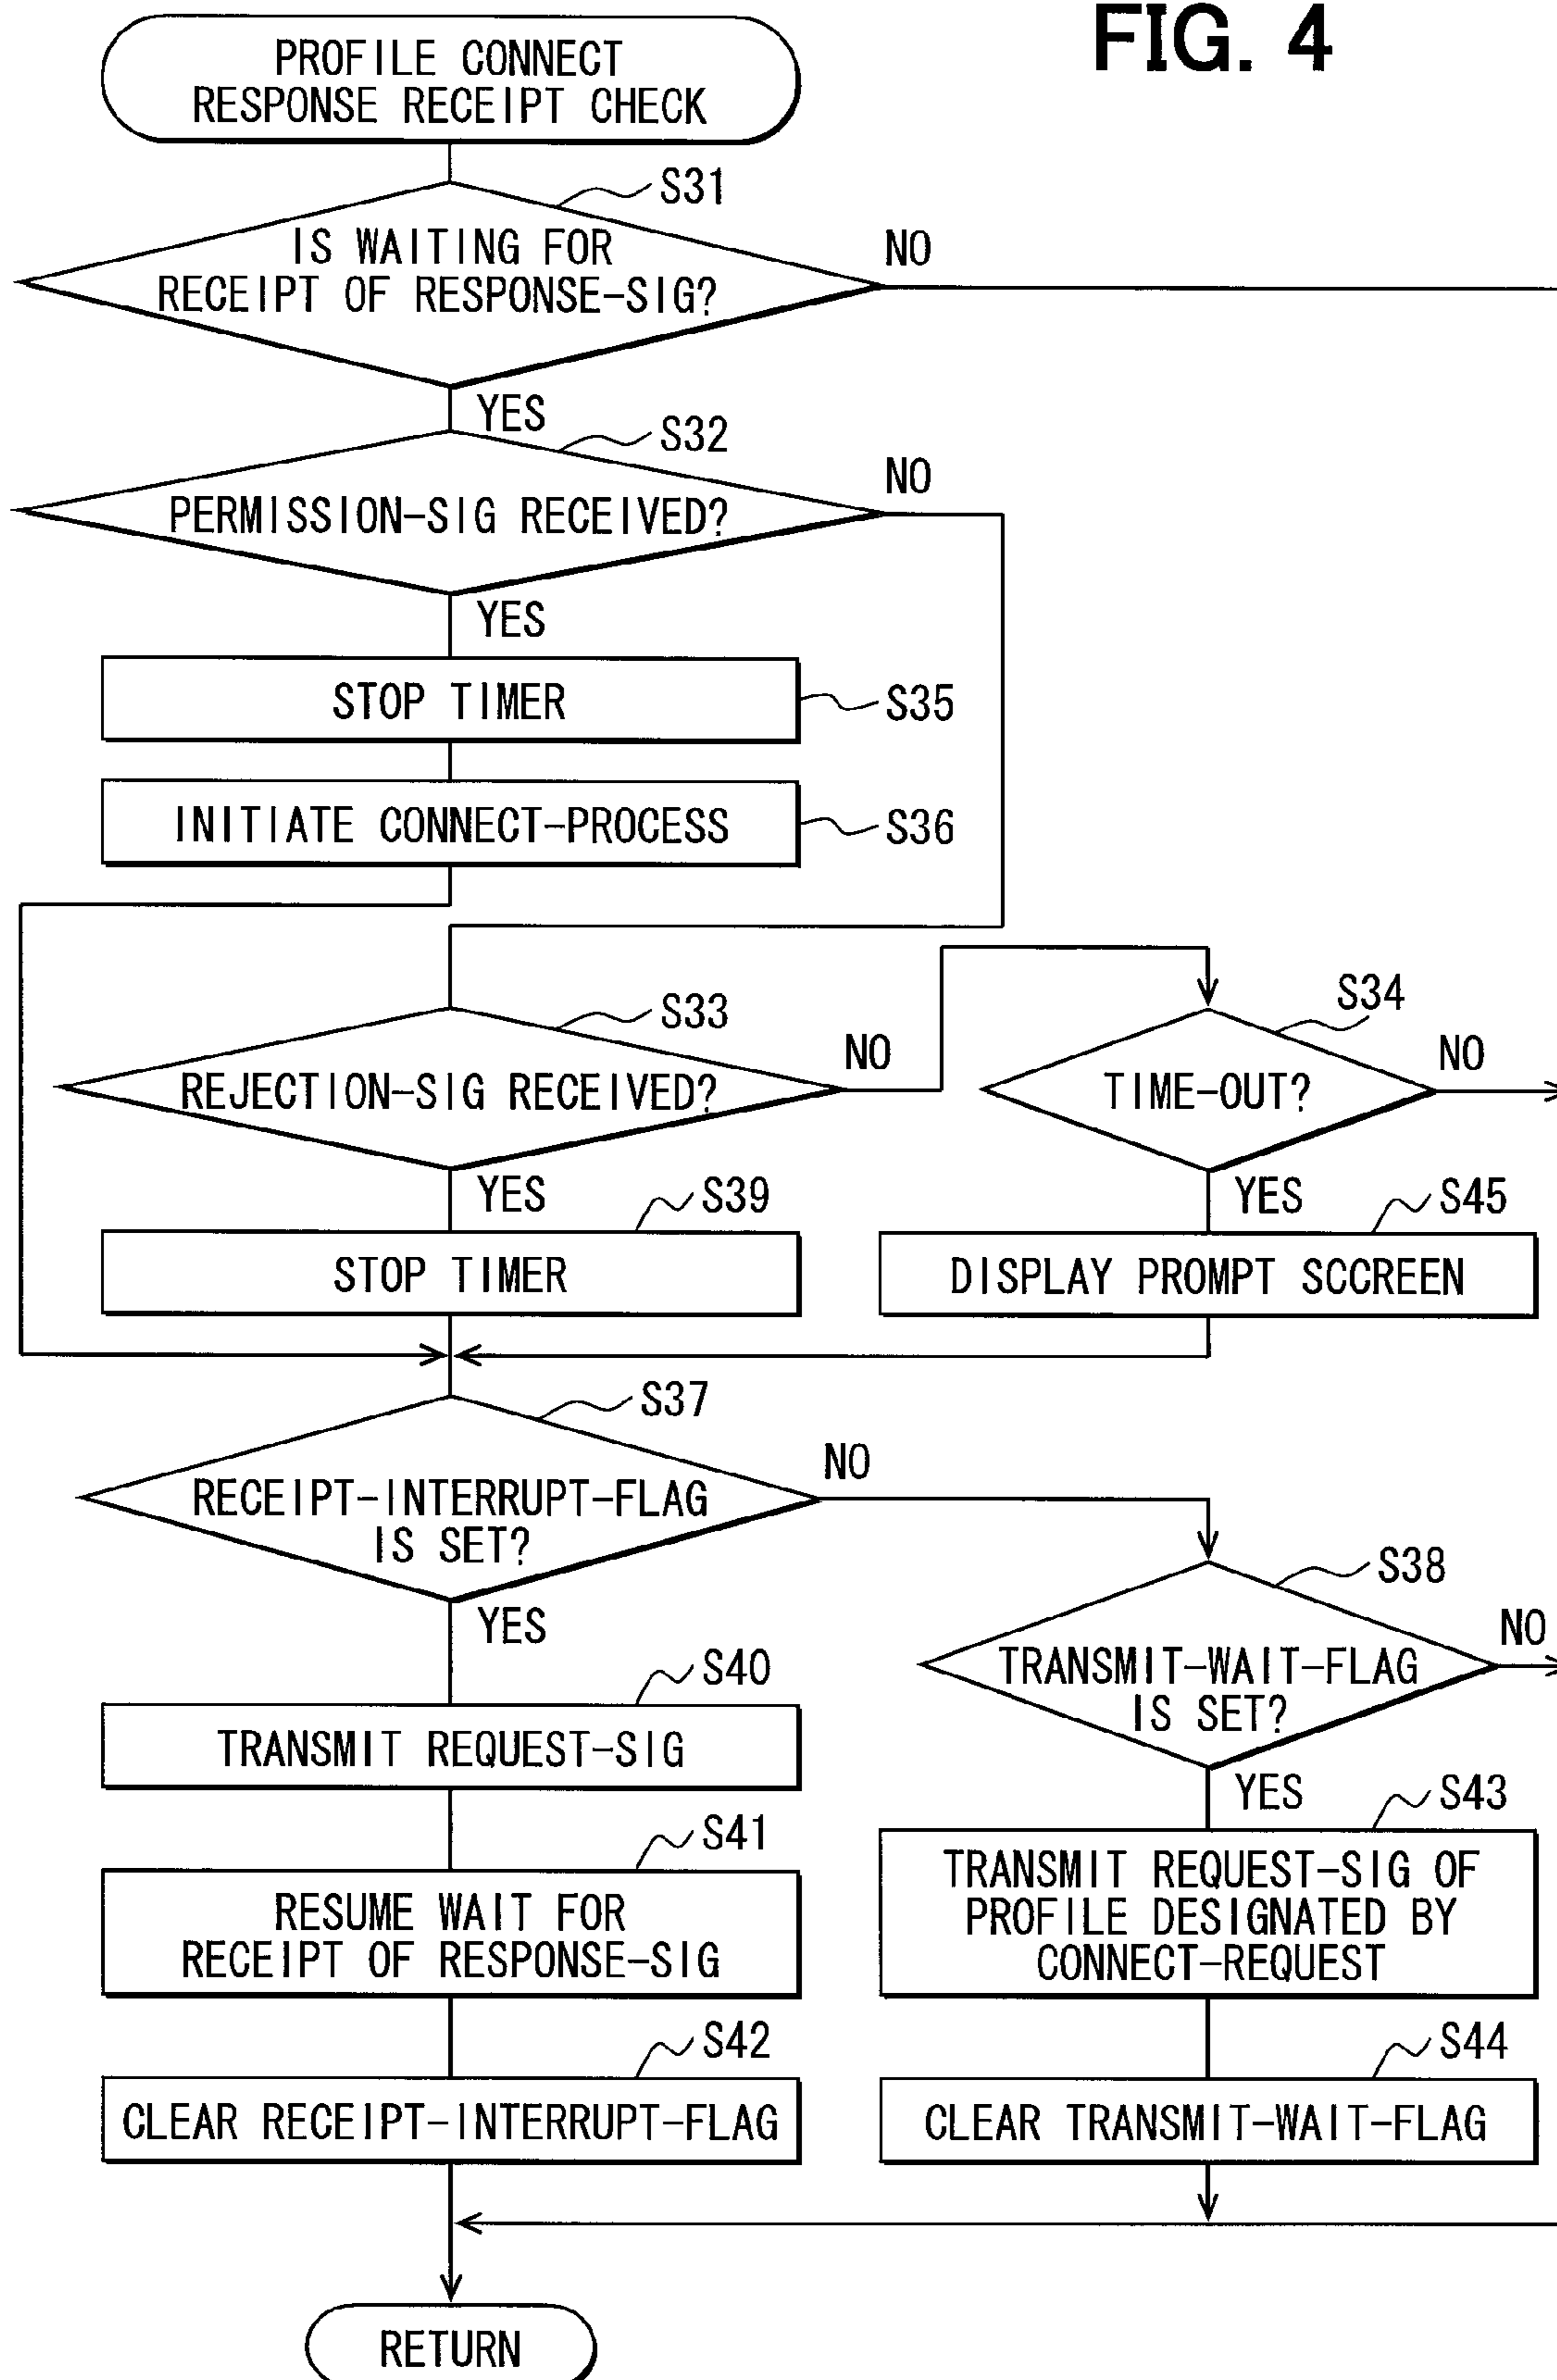 FIG. 4
PROFILE CONNECT
RESPONSE RECEIPT CHECK
S31
IS WAITING FOR
RECEIPT OF RESPONSE-SIG?
NO
YES
S32
PERMISSION-SIG RECEIVED?
NO
YES
STOP TIMER
S35
INITIATE CONNECT-PROCESS
S36
S33
REJECTION-SIG RECEIVED?
NO
S34
TIME-OUT?
NO
YES
S39
STOP TIMER
YES
S45
DISPLAY PROMPT SCCREEN
S37
RECEIPT-INTERRUPT-FLAG
IS SET?
NO
S38
TRANSMIT-WAIT-FLAG
IS SET?
NO
YES
S40
TRANSMIT REQUEST-SIG
S41
RESUME WAIT FOR
RECEIPT OF RESPONSE-SIG
S42
CLEAR RECEIPT-INTERRUPT-FLAG
YES
S43
TRANSMIT REQUEST-SIG OF
PROFILE DESIGNATED BY
CONNECT-REQUEST
S44
CLEAR TRANSMIT-WAIT-FLAG
RETURN